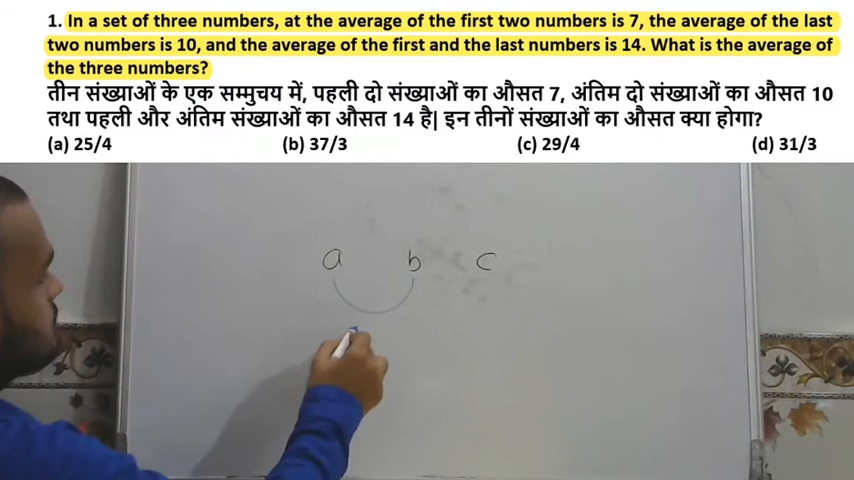 1. In a set of three numbers, at the average of the first two numbers is 7, the average of the last
two numbers is 10, and the average of the first and the last numbers is 14. What is the average of
the three numbers?
तीन संख्याओं के एक सम्मुचय में, पहली दो संख्याओं का औसत 7, अंतिम दो संख्याओं का औसत 10
तथा पहली और अंतिम संख्याओं का औसत 14 है| इन तीनों संख्याओं का औसत क्या होगा?
(a) 25/4 (b) 37/3 (c) 29/4 (d) 31/3
a b c